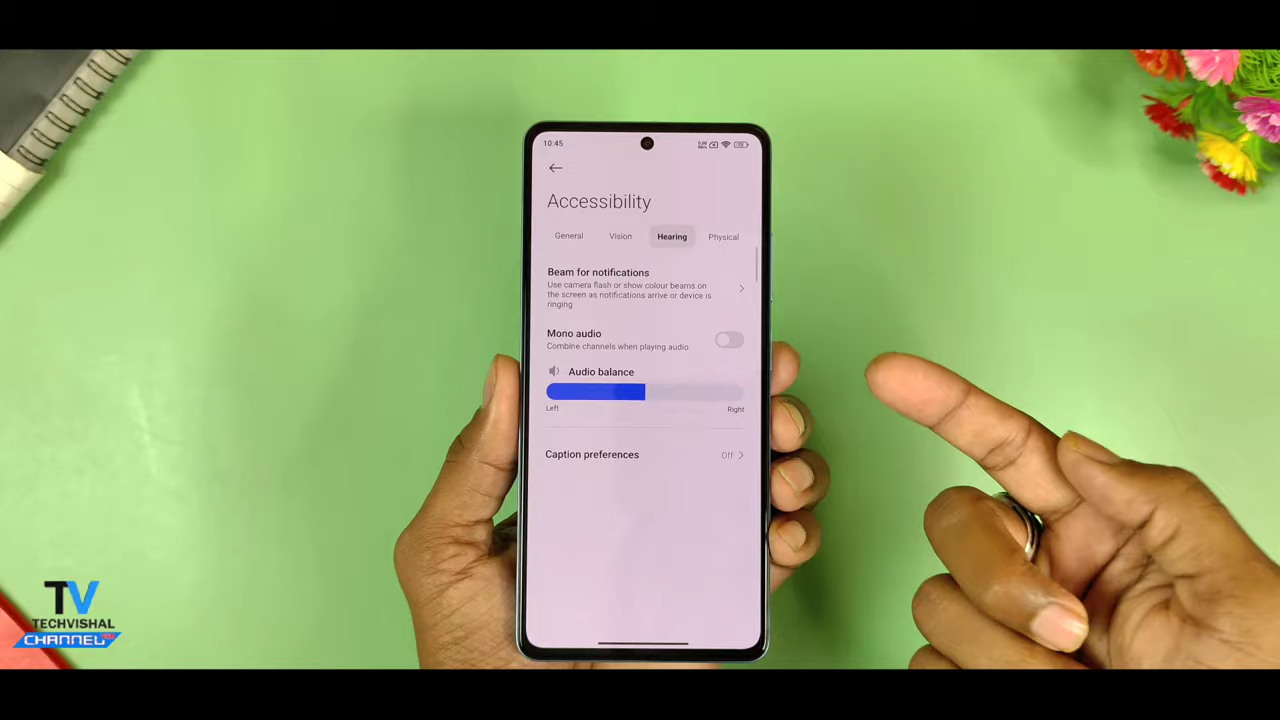 10:45
Accessibility
General Vision Hearing Physical
Beam for notifications
Use camera flash or show colour beams on
the screen as notifications arrive or device is
ringing
Mono audio
Combine channels when playing audio
Audio balance
Left Right
Caption preferences Off
TV
TECHVISHAL
CHANNEL